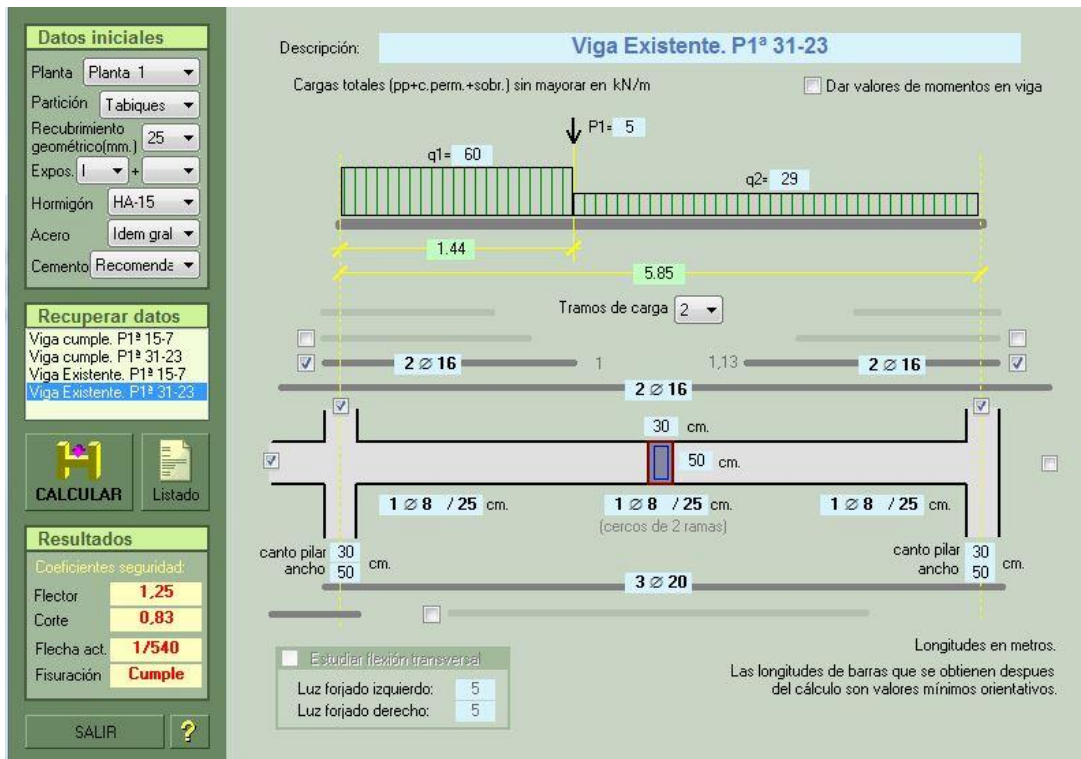 Datos iniciales
Planta Planta 1
Partición Tabiques
Recubrimiento
geométrico(mm.) 25
Expos. I +
Hormigón HA-15
Acero Idem gral
Cemento Recomenda
Recuperar datos
Viga cumple. P1ª 15-7
Viga cumple. P1ª 31-23
Viga Existente. P1ª 15-7
Viga Existente. P1ª 31-23
CALCULAR
Listado
Resultados
Coeficientes seguridad:
Flector 1,25
Corte 0,83
Flecha act. 1/540
Fisuración Cumple
SALIR ?
Descripción: Viga Existente. P1ª 31-23
Cargas totales (pp+c.perm.+sobr.) sin mayorar en kN/m
Dar valores de momentos en viga
P1= 5
q1= 60
q2= 29
1.44
5.85
Tramos de carga 2
2 ∅ 16 1 1,13 2 ∅ 16
2 ∅ 16
30 cm.
50 cm.
1 ∅ 8 / 25 cm. 1 ∅ 8 / 25 cm. 1 ∅ 8 / 25 cm.
(cercos de 2 ramas)
canto pilar 30
ancho 50 cm.
canto pilar 30
ancho 50 cm.
3 ∅ 20
Estudiar flexión transversal
Luz forjado izquierdo: 5
Luz forjado derecho: 5
Longitudes en metros.
Las longitudes de barras que se obtienen despues
del cálculo son valores mínimos orientativos.